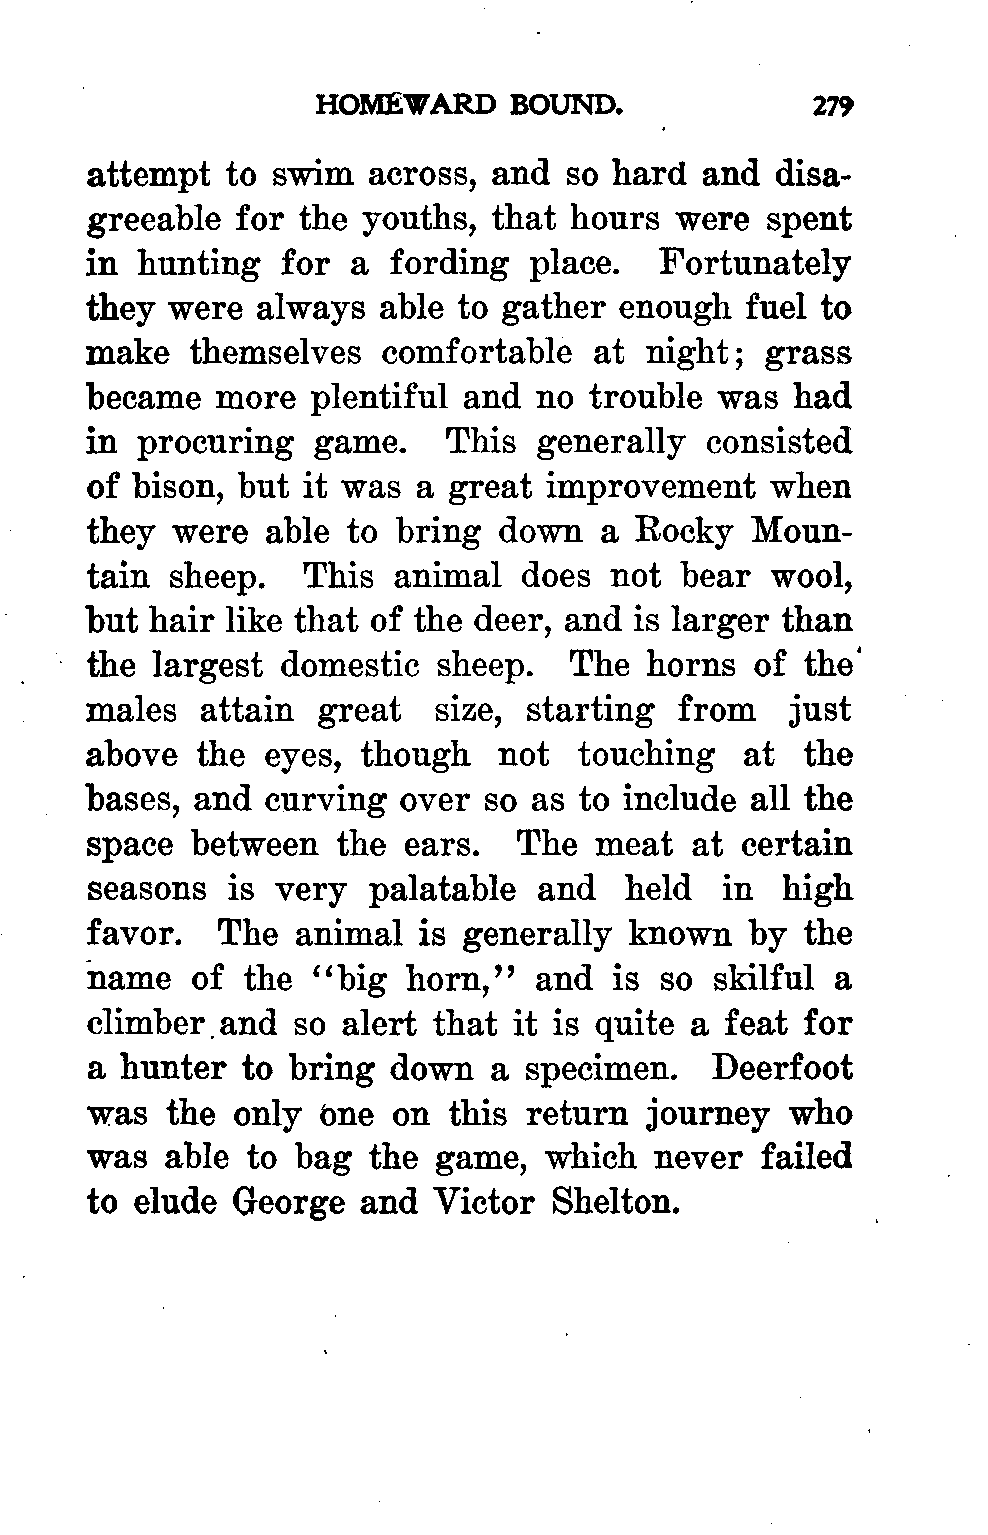 HOMEWARD BOUND. 279
attempt to swim across, and so hard and disa-
greeable for the youths, that hours were spent
in hunting for a fording place. Fortunately
they were always able to gather enough fuel to
make themselves comfortable at night; grass
became more plentiful and no trouble was had
in procuring game. This generally consisted
of bison, but it was a great improvement when
they were able to bring down a Rocky Moun-
tain sheep. This animal does not bear wool,
but hair like that of the deer, and is larger than
the largest domestic sheep. The horns of the
males attain great size, starting from just
above the eyes, though not touching at the
bases, and curving over so as to include all the
space between the ears. The meat at certain
seasons is very palatable and held in high
favor. The animal is generally known by the
name of the "big horn," and is so skilful a
climber and so alert that it is quite a feat for
a hunter to bring down a specimen. Deerfoot
was the only one on this return journey who
was able to bag the game, which never failed
to elude George and Victor Shelton.